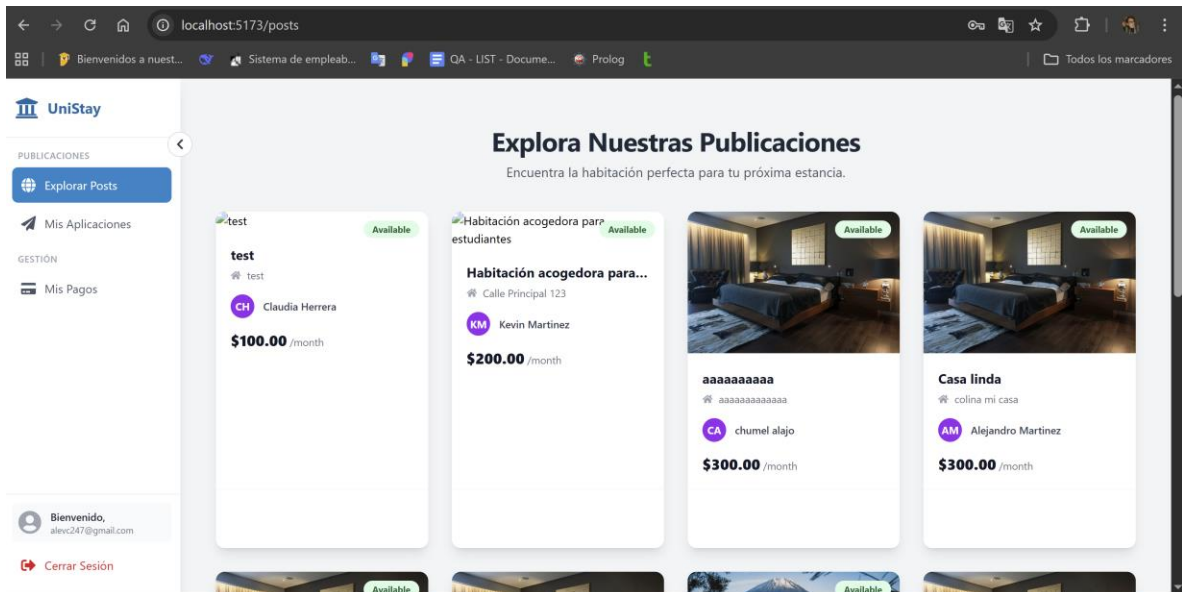 localhost:5173/posts
Bienvenidos a nuest...
Sistema de empleab...
QA - LIST - Docume...
Prolog
Todos los marcadores
UniStay
PUBLICACIONES
Explorar Posts
Mis Aplicaciones
GESTIÓN
Mis Pagos
Bienvenido,
alevc247@gmail.com
Cerrar Sesión
Explora Nuestras Publicaciones
Encuentra la habitación perfecta para tu próxima estancia.
test
Available
test
test
CH Claudia Herrera
$100.00 /month
Habitación acogedora para
estudiantes
Available
Habitación acogedora para...
Calle Principal 123
KM Kevin Martinez
$200.00 /month
Available
aaaaaaaaaa
aaaaaaaaaaaaa
CA chumel alajo
$300.00 /month
Available
Casa linda
colina mi casa
AM Alejandro Martinez
$300.00 /month
Available
Available